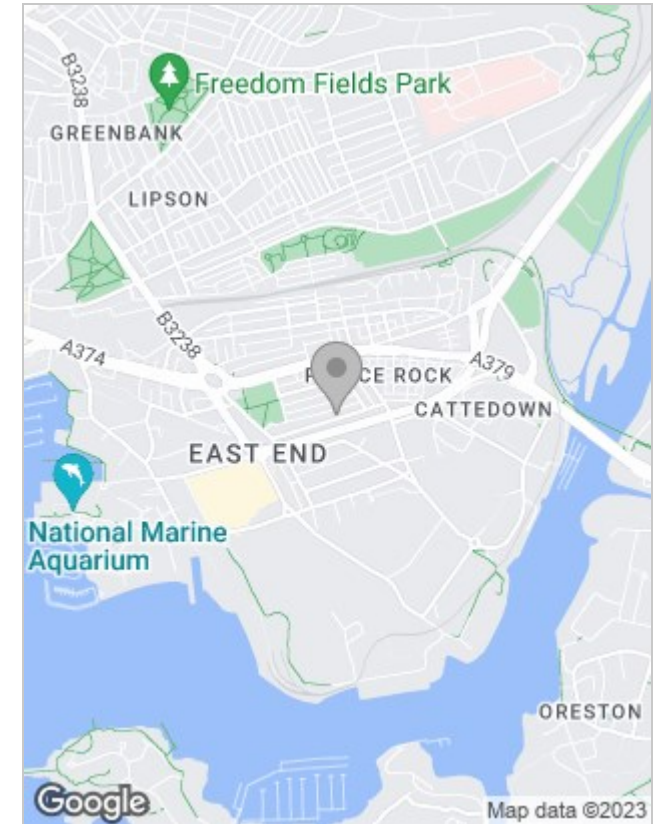 B3238
Freedom Fields Park
GREENBANK
LIPSON
B3238
A374
CE ROCK
A379
CATTEDOWN
EAST END
National Marine
Aquarium
ORESTON
Google
Map data ©2023